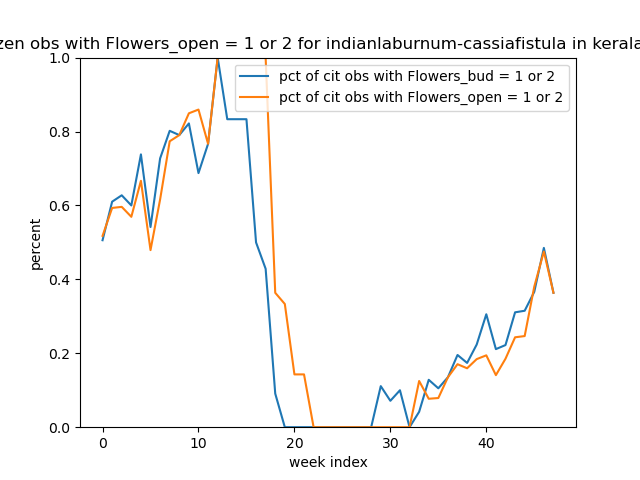 zen obs with Flowers_open = 1 or 2 for indianlaburnum-cassiafistula in kerala
pct of cit obs with Flowers_bud = 1 or 2
pct of cit obs with Flowers_open = 1 or 2
percent
1.0
0.8
0.6
0.4
0.2
0.0
0
10
20
30
40
week index